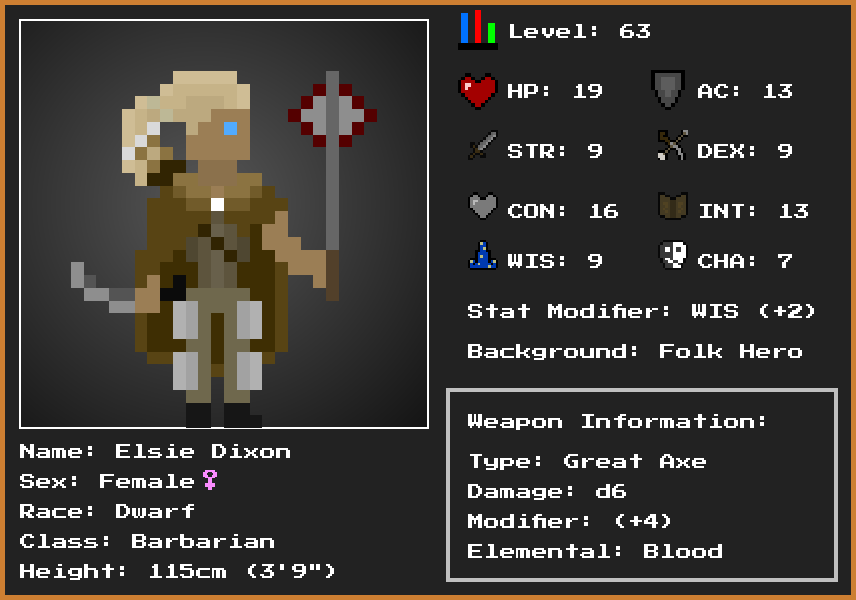 Level: 63
HP: 19
AC: 13
STR: 9
DEX: 9
CON: 16
INT: 13
WIS: 9
CHA: 7
Stat Modifier: WIS (+2)
Background: Folk Hero
Weapon Information:
Type: Great Axe
Damage: d6
Modifier: (+4)
Elemental: Blood
Name: Elsie Dixon
Sex: Female♀
Race: Dwarf
Class: Barbarian
Height: 115cm (3'9")